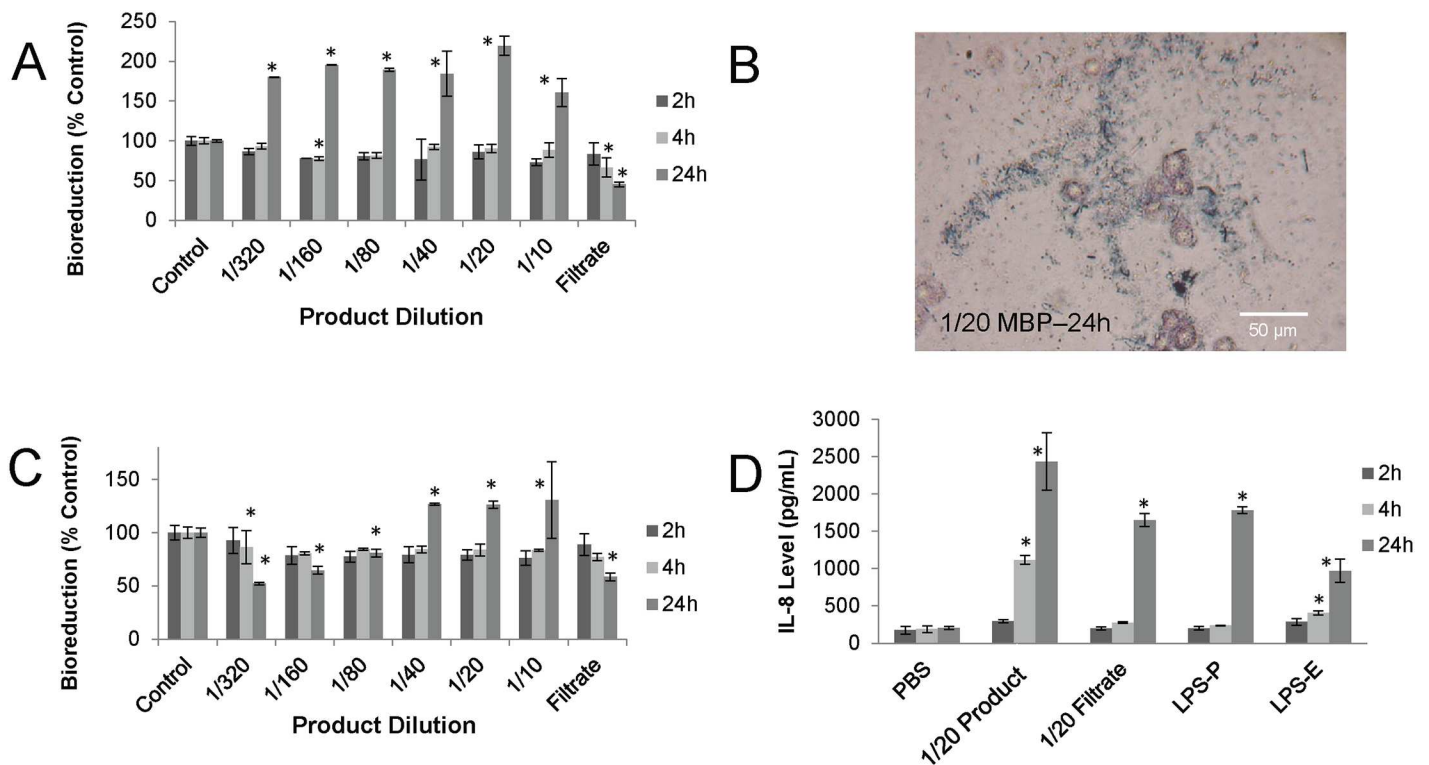 A
Bioreduction (% Control)
250
200
150
100
50
0
* * * * * * * * *
Control 1/320 1/160 1/80 1/40 1/20 1/10 Filtrate
Product Dilution
2h
4h
24h
B
1/20 MBP–24h
50 µm
C
Bioreduction (% Control)
150
100
50
0
* * * * * * * *
Control 1/320 1/160 1/80 1/40 1/20 1/10 Filtrate
Product Dilution
2h
4h
24h
D
IL-8 Level (pg/mL)
3000
2500
2000
1500
1000
500
0
* * * * * *
PBS 1/20 Product 1/20 Filtrate LPS-P LPS-E
2h
4h
24h